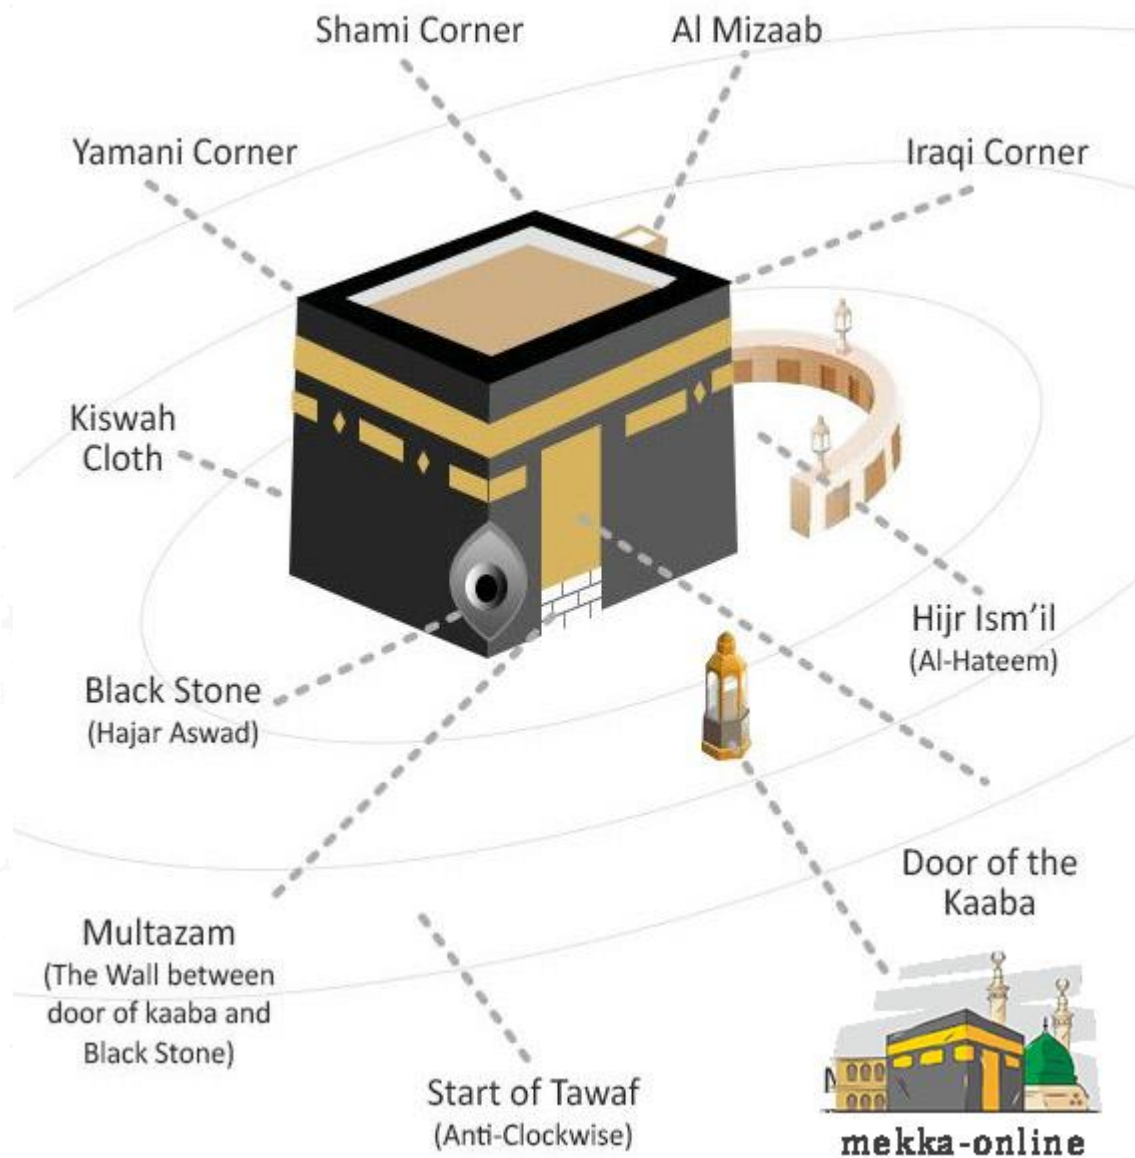 Shami Corner
Al Mizaab
Yamani Corner
Iraqi Corner
Kiswah
Cloth
Hijr Ism'il
(Al-Hateem)
Black Stone
(Hajar Aswad)
Door of the
Kaaba
Multazam
(The Wall between
door of kaaba and
Black Stone)
Start of Tawaf
(Anti-Clockwise)
mekka-online